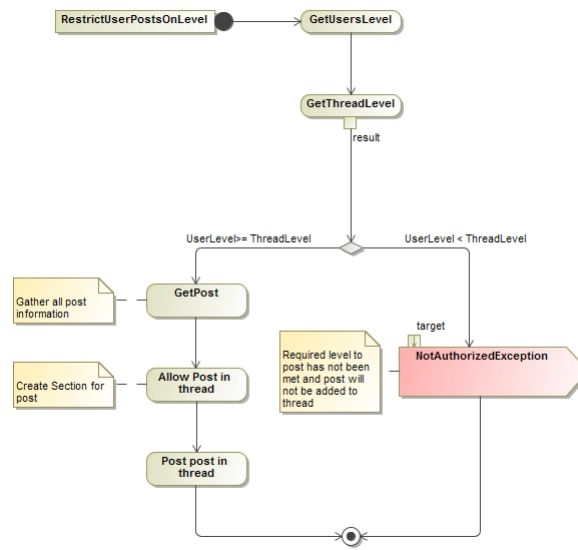 RestrictUserPostsOnLevel
GetUsersLevel
GetThreadLevel
result
UserLevel>= ThreadLevel
UserLevel < ThreadLevel
Gather all post
information
GetPost
target
Required level to
post has not been
met and post will
not be added to
thread
NotAuthorizedException
Create Section for
post
Allow Post in
thread
Post post in
thread